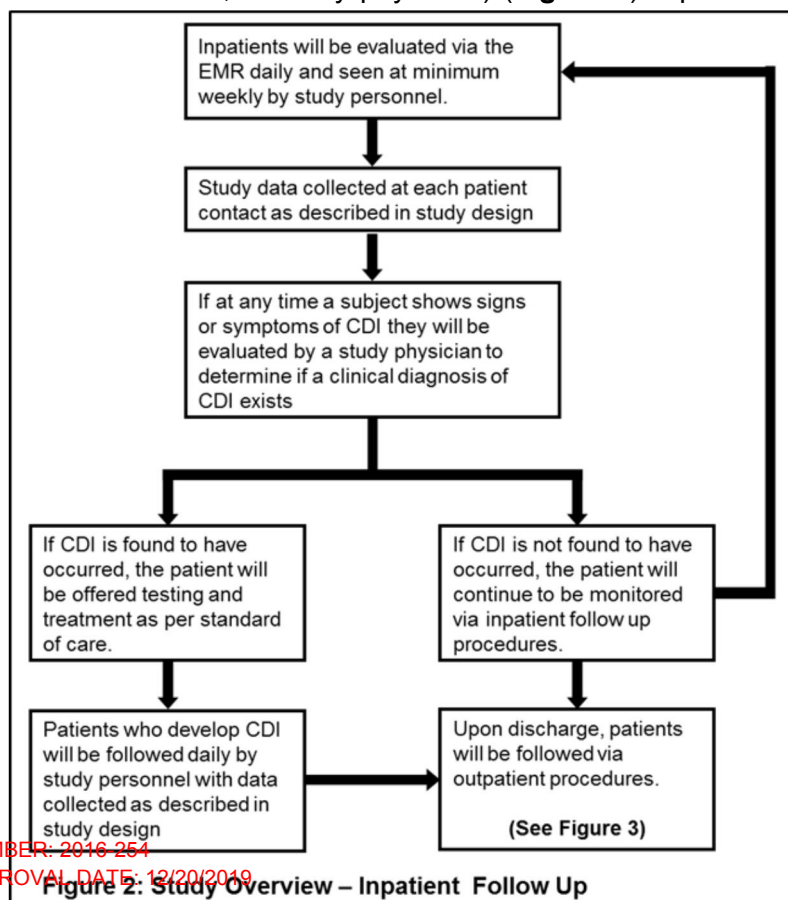 Inpatients will be evaluated via the
EMR daily and seen at minimum
weekly by study personnel.
Study data collected at each patient
contact as described in study design
If at any time a subject shows signs
or symptoms of CDI they will be
evaluated by a study physician to
determine if a clinical diagnosis of
CDI exists
If CDI is found to have
occurred, the patient will
be offered testing and
treatment as per standard
of care.
If CDI is not found to have
occurred, the patient will
continue to be monitored
via inpatient follow up
procedures.
Patients who develop CDI
will be followed daily by
study personnel with data
collected as described in
study design
Upon discharge, patients
will be followed via
outpatient procedures.
(See Figure 3)
MBER: 2016-254
ROVAL DATE: 12/20/2019
Figure 2: Study Overview – Inpatient Follow Up